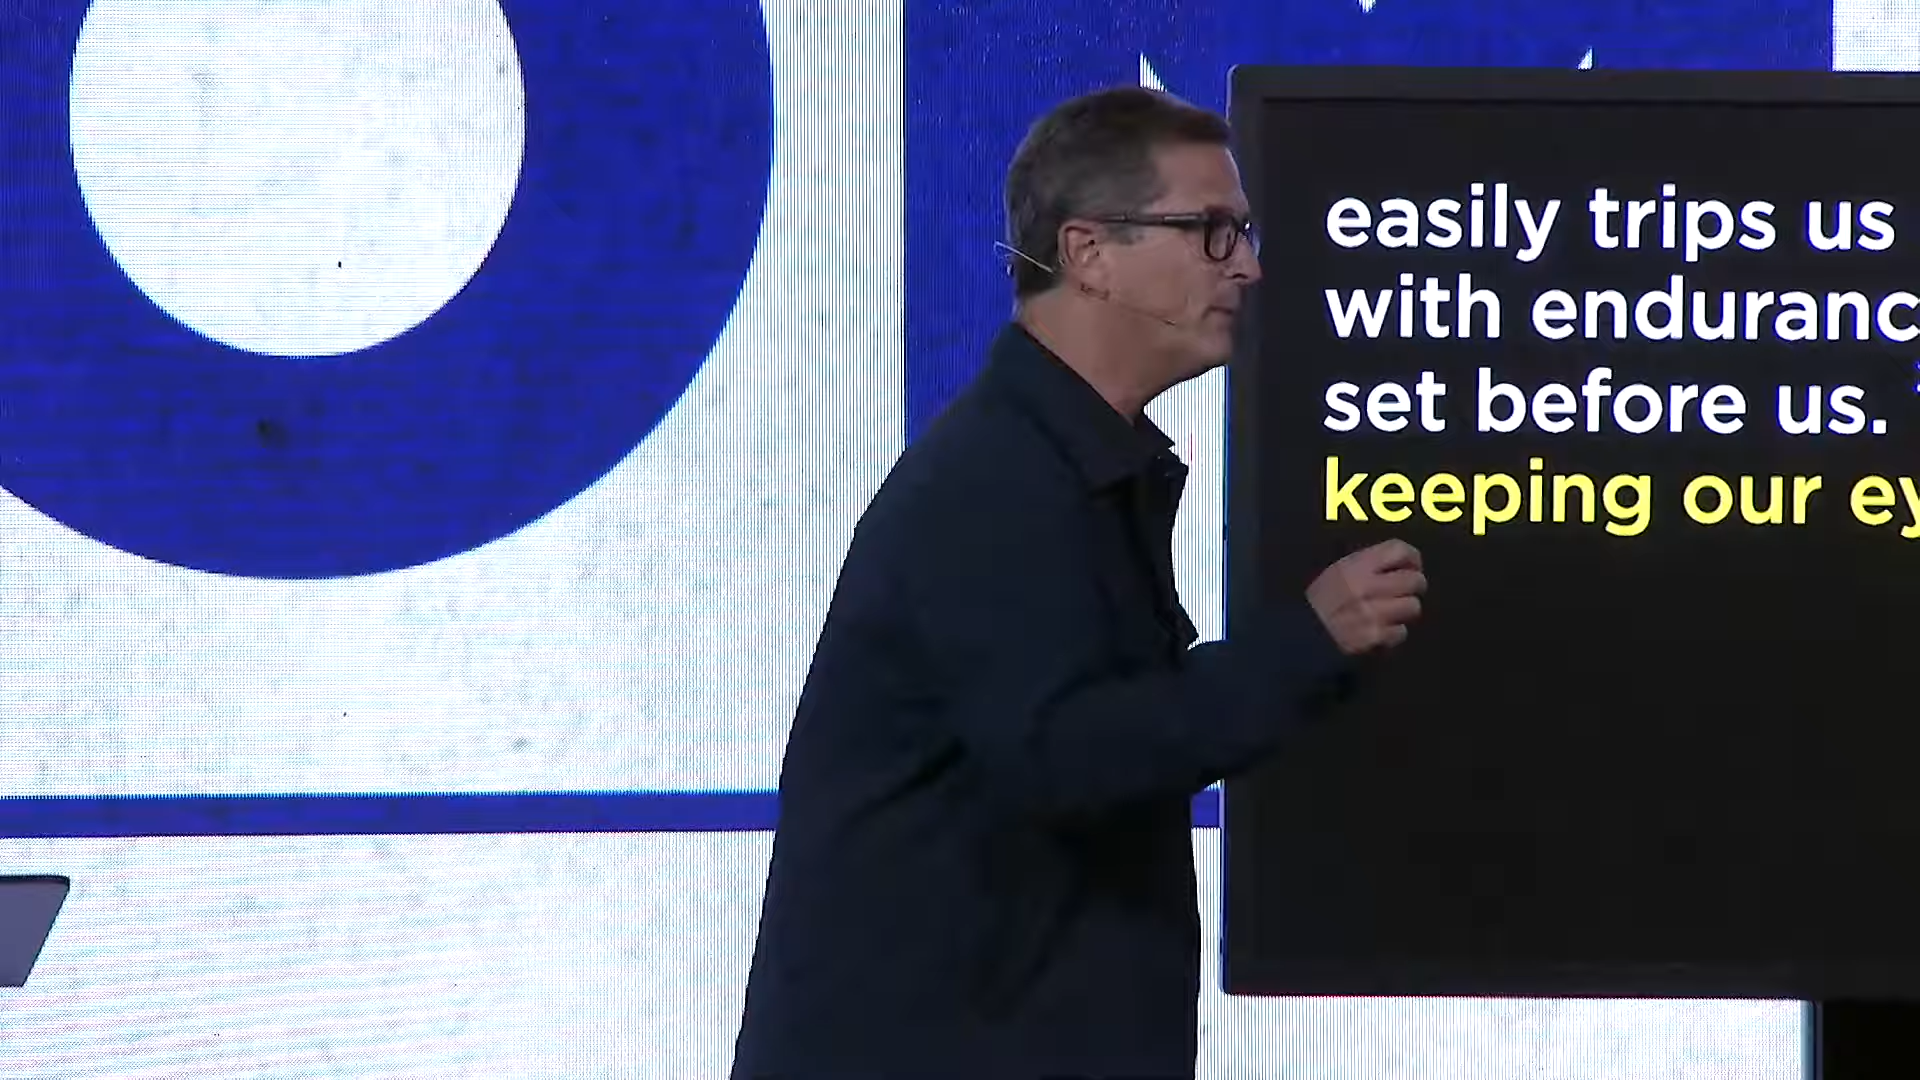 easily trips us
with enduranc
set before us.
keeping our ey